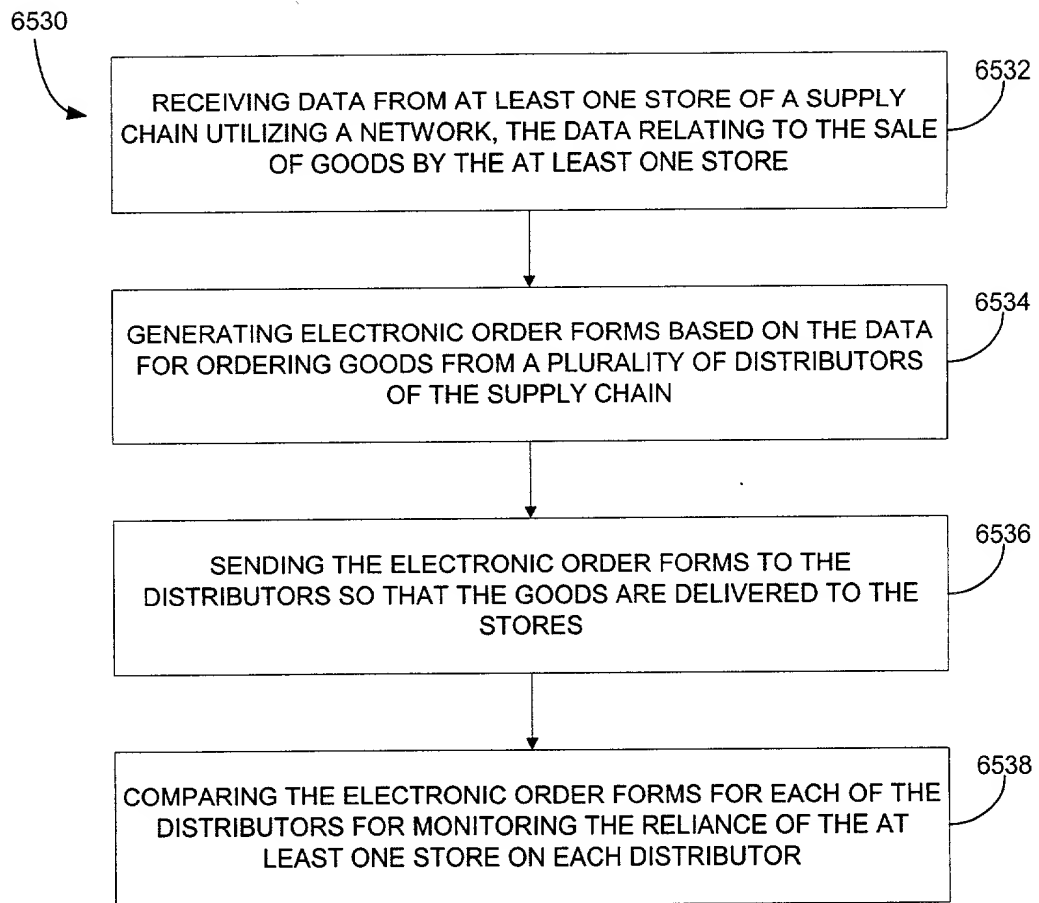 6530
6532
RECEIVING DATA FROM AT LEAST ONE STORE OF A SUPPLY
CHAIN UTILIZING A NETWORK, THE DATA RELATING TO THE SALE
OF GOODS BY THE AT LEAST ONE STORE
6534
GENERATING ELECTRONIC ORDER FORMS BASED ON THE DATA
FOR ORDERING GOODS FROM A PLURALITY OF DISTRIBUTORS
OF THE SUPPLY CHAIN
6536
SENDING THE ELECTRONIC ORDER FORMS TO THE
DISTRIBUTORS SO THAT THE GOODS ARE DELIVERED TO THE
STORES
6538
COMPARING THE ELECTRONIC ORDER FORMS FOR EACH OF THE
DISTRIBUTORS FOR MONITORING THE RELIANCE OF THE AT
LEAST ONE STORE ON EACH DISTRIBUTOR